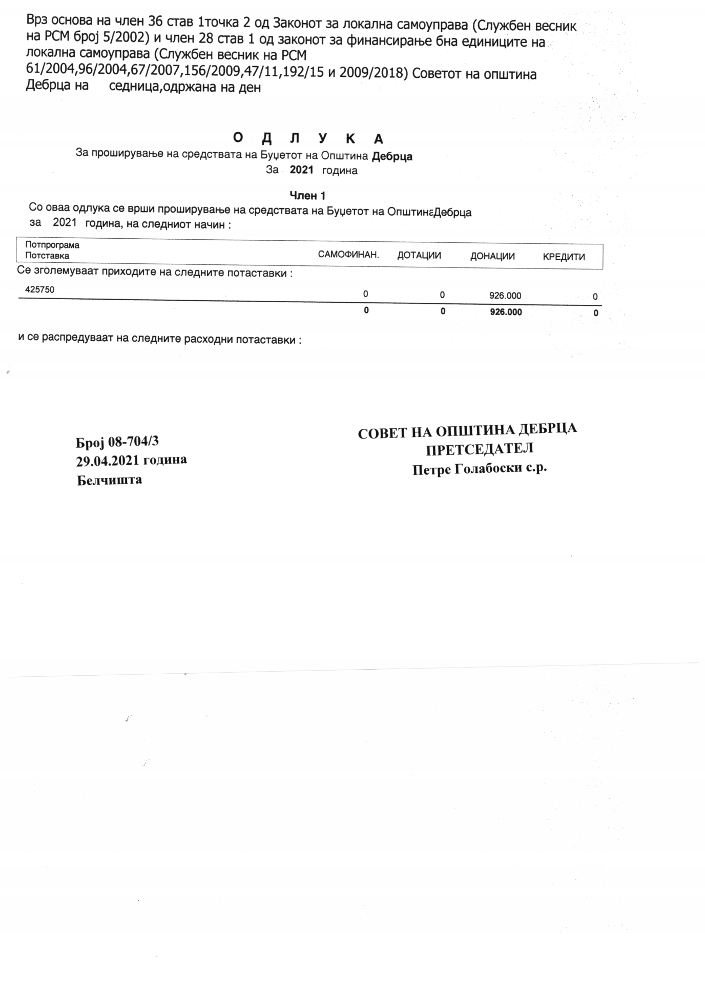 Врз основа на член 36 став 1точка 2 од Законот за локална самоуправа (Службен весник
на РСМ број 5/2002) и член 28 став 1 од законот за финансирање бна единиците на
локална самоуправа (Службен весник на РСМ
61/2004,96/2004,67/2007,156/2009,47/11,192/15 и 2009/2018) Советот на општина
Дебрца на седница,одржана на ден
О Д Л У К А
За проширување на средствата на Буџетот на Општина Дебрца
За 2021 година
Член 1
Со оваа одлука се врши проширување на средствата на Буџетот на ОпштинаДебрца
за 2021 година, на следниот начин :
Потпрограма
Потставка САМОФИНАН. ДОТАЦИИ ДОНАЦИИ КРЕДИТИ
Се зголемуваат приходите на следните потаставки :
425750 0 0 926.000 0
0 0 926.000 0
и се распредуваат на следните расходни потаставки :
Број 08-704/3
29.04.2021 година
Белчишта
СОВЕТ НА ОПШТИНА ДЕБРЦА
ПРЕТСЕДАТЕЛ
Петре Голабоски с.р.